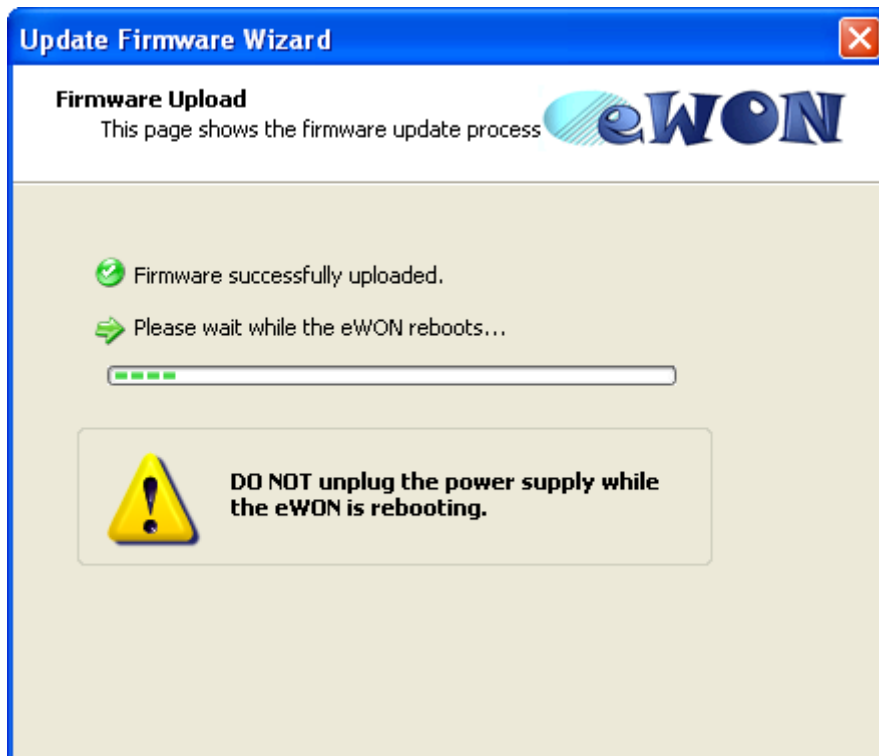 Update Firmware Wizard
Firmware Upload
This page shows the firmware update process
eWON
Firmware successfully uploaded.
Please wait while the eWON reboots...
DO NOT unplug the power supply while
the eWON is rebooting.